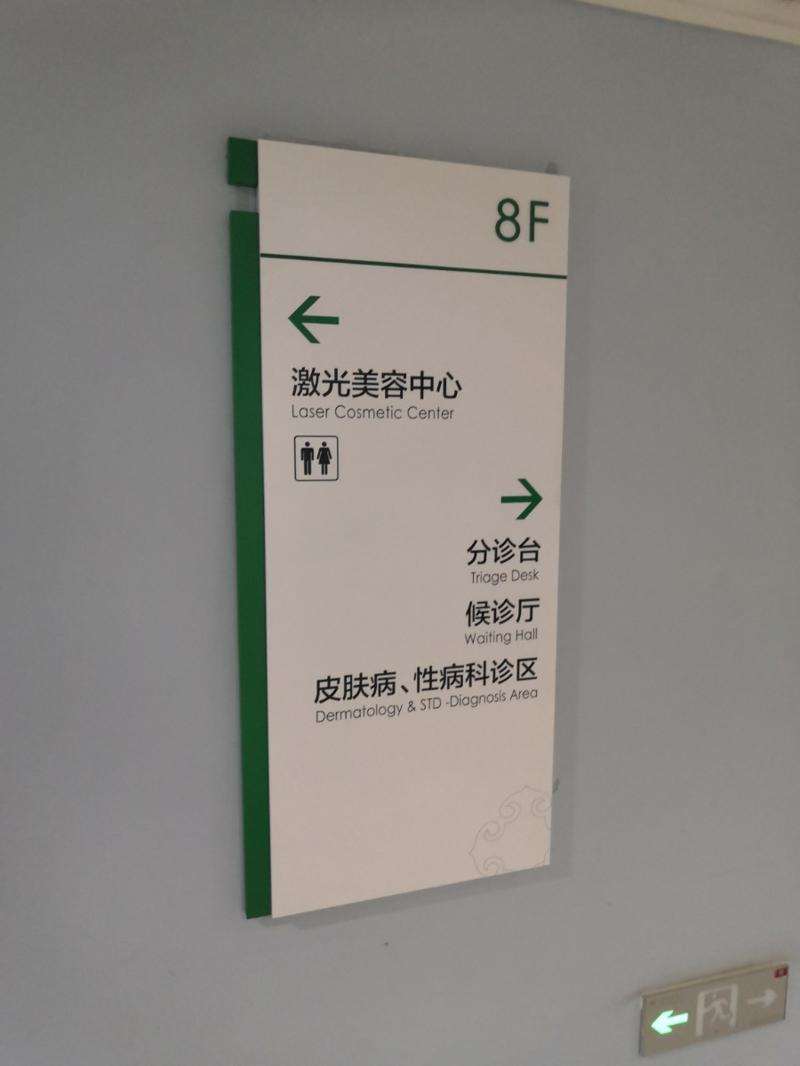 8F
激光美容中心
Laser Cosmetic Center
分诊台
Triage Desk
候诊厅
Waiting Hall
皮肤病、性病科诊区
Dermatology & STD -Diagnosis Area